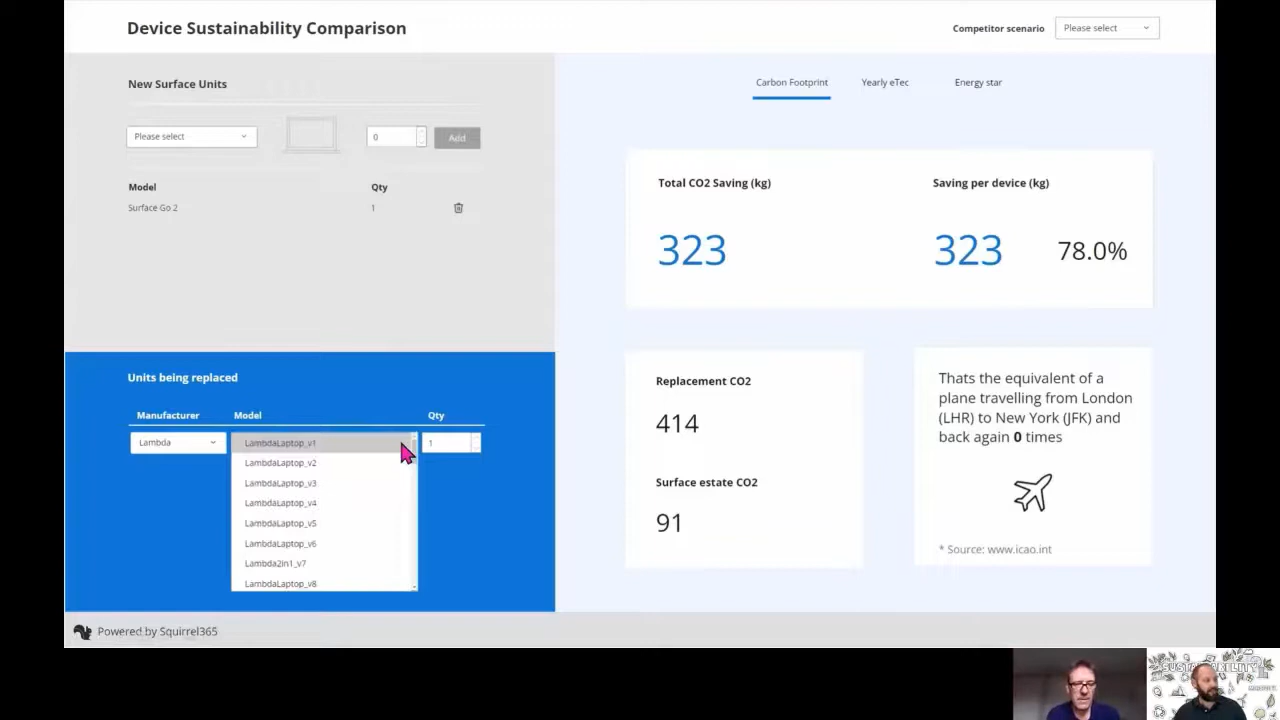 Device Sustainability Comparison
Competitor scenario
Please select
New Surface Units
Please select
0
Add
Model
Qty
Surface Go 2
1
Carbon Footprint
Yearly eTec
Energy star
Total CO2 Saving (kg)
Saving per device (kg)
323
323
78.0%
Units being replaced
Manufacturer
Model
Qty
Lambda
LambdaLaptop_v1
1
LambdaLaptop_v2
LambdaLaptop_v3
LambdaLaptop_v4
LambdaLaptop_v5
LambdaLaptop_v6
Lambda2in1_v7
LambdaLaptop_v8
Replacement CO2
414
Surface estate CO2
91
Thats the equivalent of a
plane travelling from London
(LHR) to New York (JFK) and
back again 0 times
* Source: www.icao.int
Powered by Squirrel365
SUSTAINABILITY